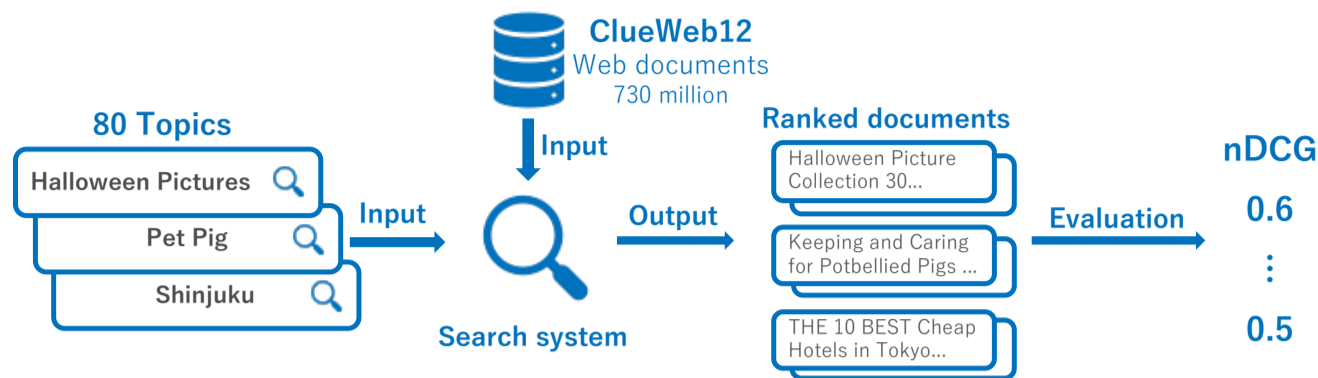 ClueWeb12
Web documents
730 million
80 Topics
Halloween Pictures
Pet Pig
Shinjuku
Input
Input
Search system
Output
Ranked documents
Halloween Picture
Collection 30...
Keeping and Caring
for Potbellied Pigs ...
THE 10 BEST Cheap
Hotels in Tokyo...
Evaluation
nDCG
0.6
⋮
0.5